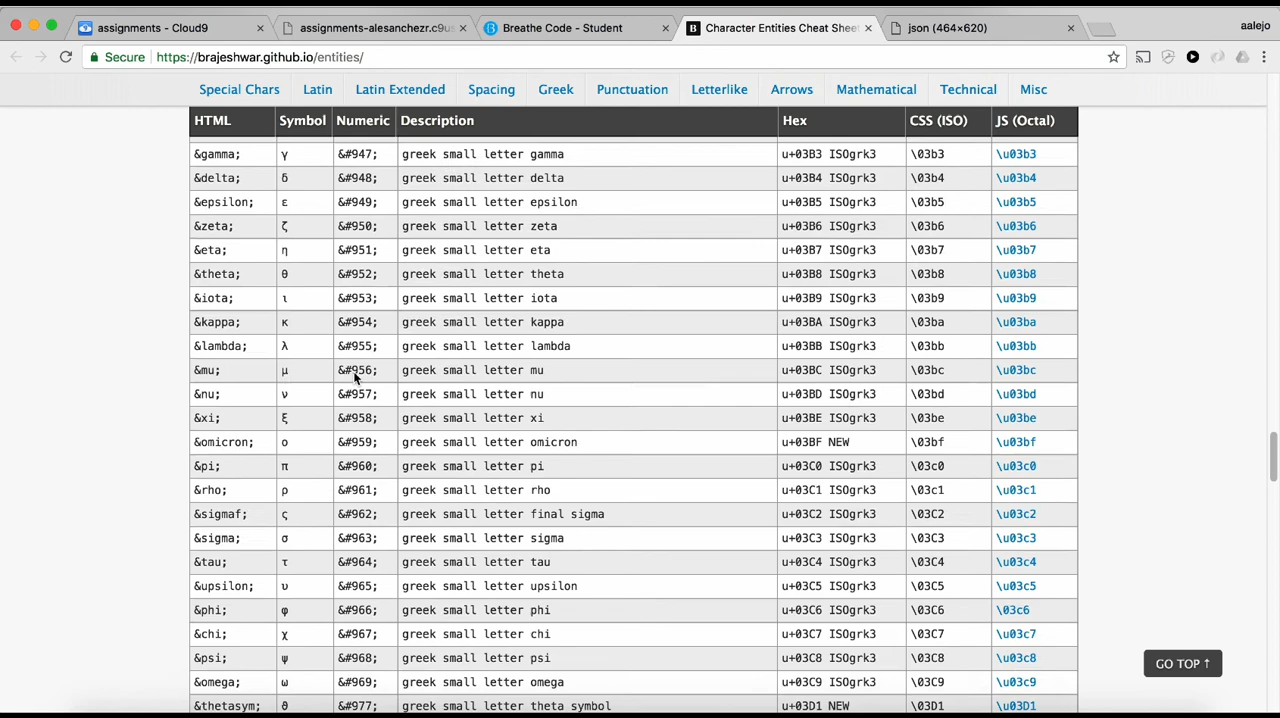 assignments - Cloud9
assignments-alesanchezr.c9us
Breathe Code - Student
Character Entities Cheat Sheet
json (464×620)
aalejo
Secure https://brajeshwar.github.io/entities/
Special Chars Latin Latin Extended Spacing Greek Punctuation Letterlike Arrows Mathematical Technical Misc
HTML Symbol Numeric Description Hex CSS (ISO) JS (Octal)
&gamma; γ &#947; greek small letter gamma u+03B3 ISOgrk3 \03b3 \u03b3
&delta; δ &#948; greek small letter delta u+03B4 ISOgrk3 \03b4 \u03b4
&epsilon; ε &#949; greek small letter epsilon u+03B5 ISOgrk3 \03b5 \u03b5
&zeta; ζ &#950; greek small letter zeta u+03B6 ISOgrk3 \03b6 \u03b6
&eta; η &#951; greek small letter eta u+03B7 ISOgrk3 \03b7 \u03b7
&theta; θ &#952; greek small letter theta u+03B8 ISOgrk3 \03b8 \u03b8
&iota; ι &#953; greek small letter iota u+03B9 ISOgrk3 \03b9 \u03b9
&kappa; κ &#954; greek small letter kappa u+03BA ISOgrk3 \03ba \u03ba
&lambda; λ &#955; greek small letter lambda u+03BB ISOgrk3 \03bb \u03bb
&mu; μ &#956; greek small letter mu u+03BC ISOgrk3 \03bc \u03bc
&nu; ν &#957; greek small letter nu u+03BD ISOgrk3 \03bd \u03bd
&xi; ξ &#958; greek small letter xi u+03BE ISOgrk3 \03be \u03be
&omicron; ο &#959; greek small letter omicron u+03BF NEW \03bf \u03bf
&pi; π &#960; greek small letter pi u+03C0 ISOgrk3 \03c0 \u03c0
&rho; ρ &#961; greek small letter rho u+03C1 ISOgrk3 \03c1 \u03c1
&sigmaf; ς &#962; greek small letter final sigma u+03C2 ISOgrk3 \03C2 \u03c2
&sigma; σ &#963; greek small letter sigma u+03C3 ISOgrk3 \03C3 \u03c3
&tau; τ &#964; greek small letter tau u+03C4 ISOgrk3 \03C4 \u03c4
&upsilon; υ &#965; greek small letter upsilon u+03C5 ISOgrk3 \03C5 \u03c5
&phi; φ &#966; greek small letter phi u+03C6 ISOgrk3 \03C6 \03c6
&chi; χ &#967; greek small letter chi u+03C7 ISOgrk3 \03C7 \u03c7
&psi; ψ &#968; greek small letter psi u+03C8 ISOgrk3 \03C8 \u03c8
GO TOP ↑
&omega; ω &#969; greek small letter omega u+03C9 ISOgrk3 \03C9 \u03c9
&thetasym; ϑ &#977; greek small letter theta symbol u+03D1 NEW \03D1 \u03D1